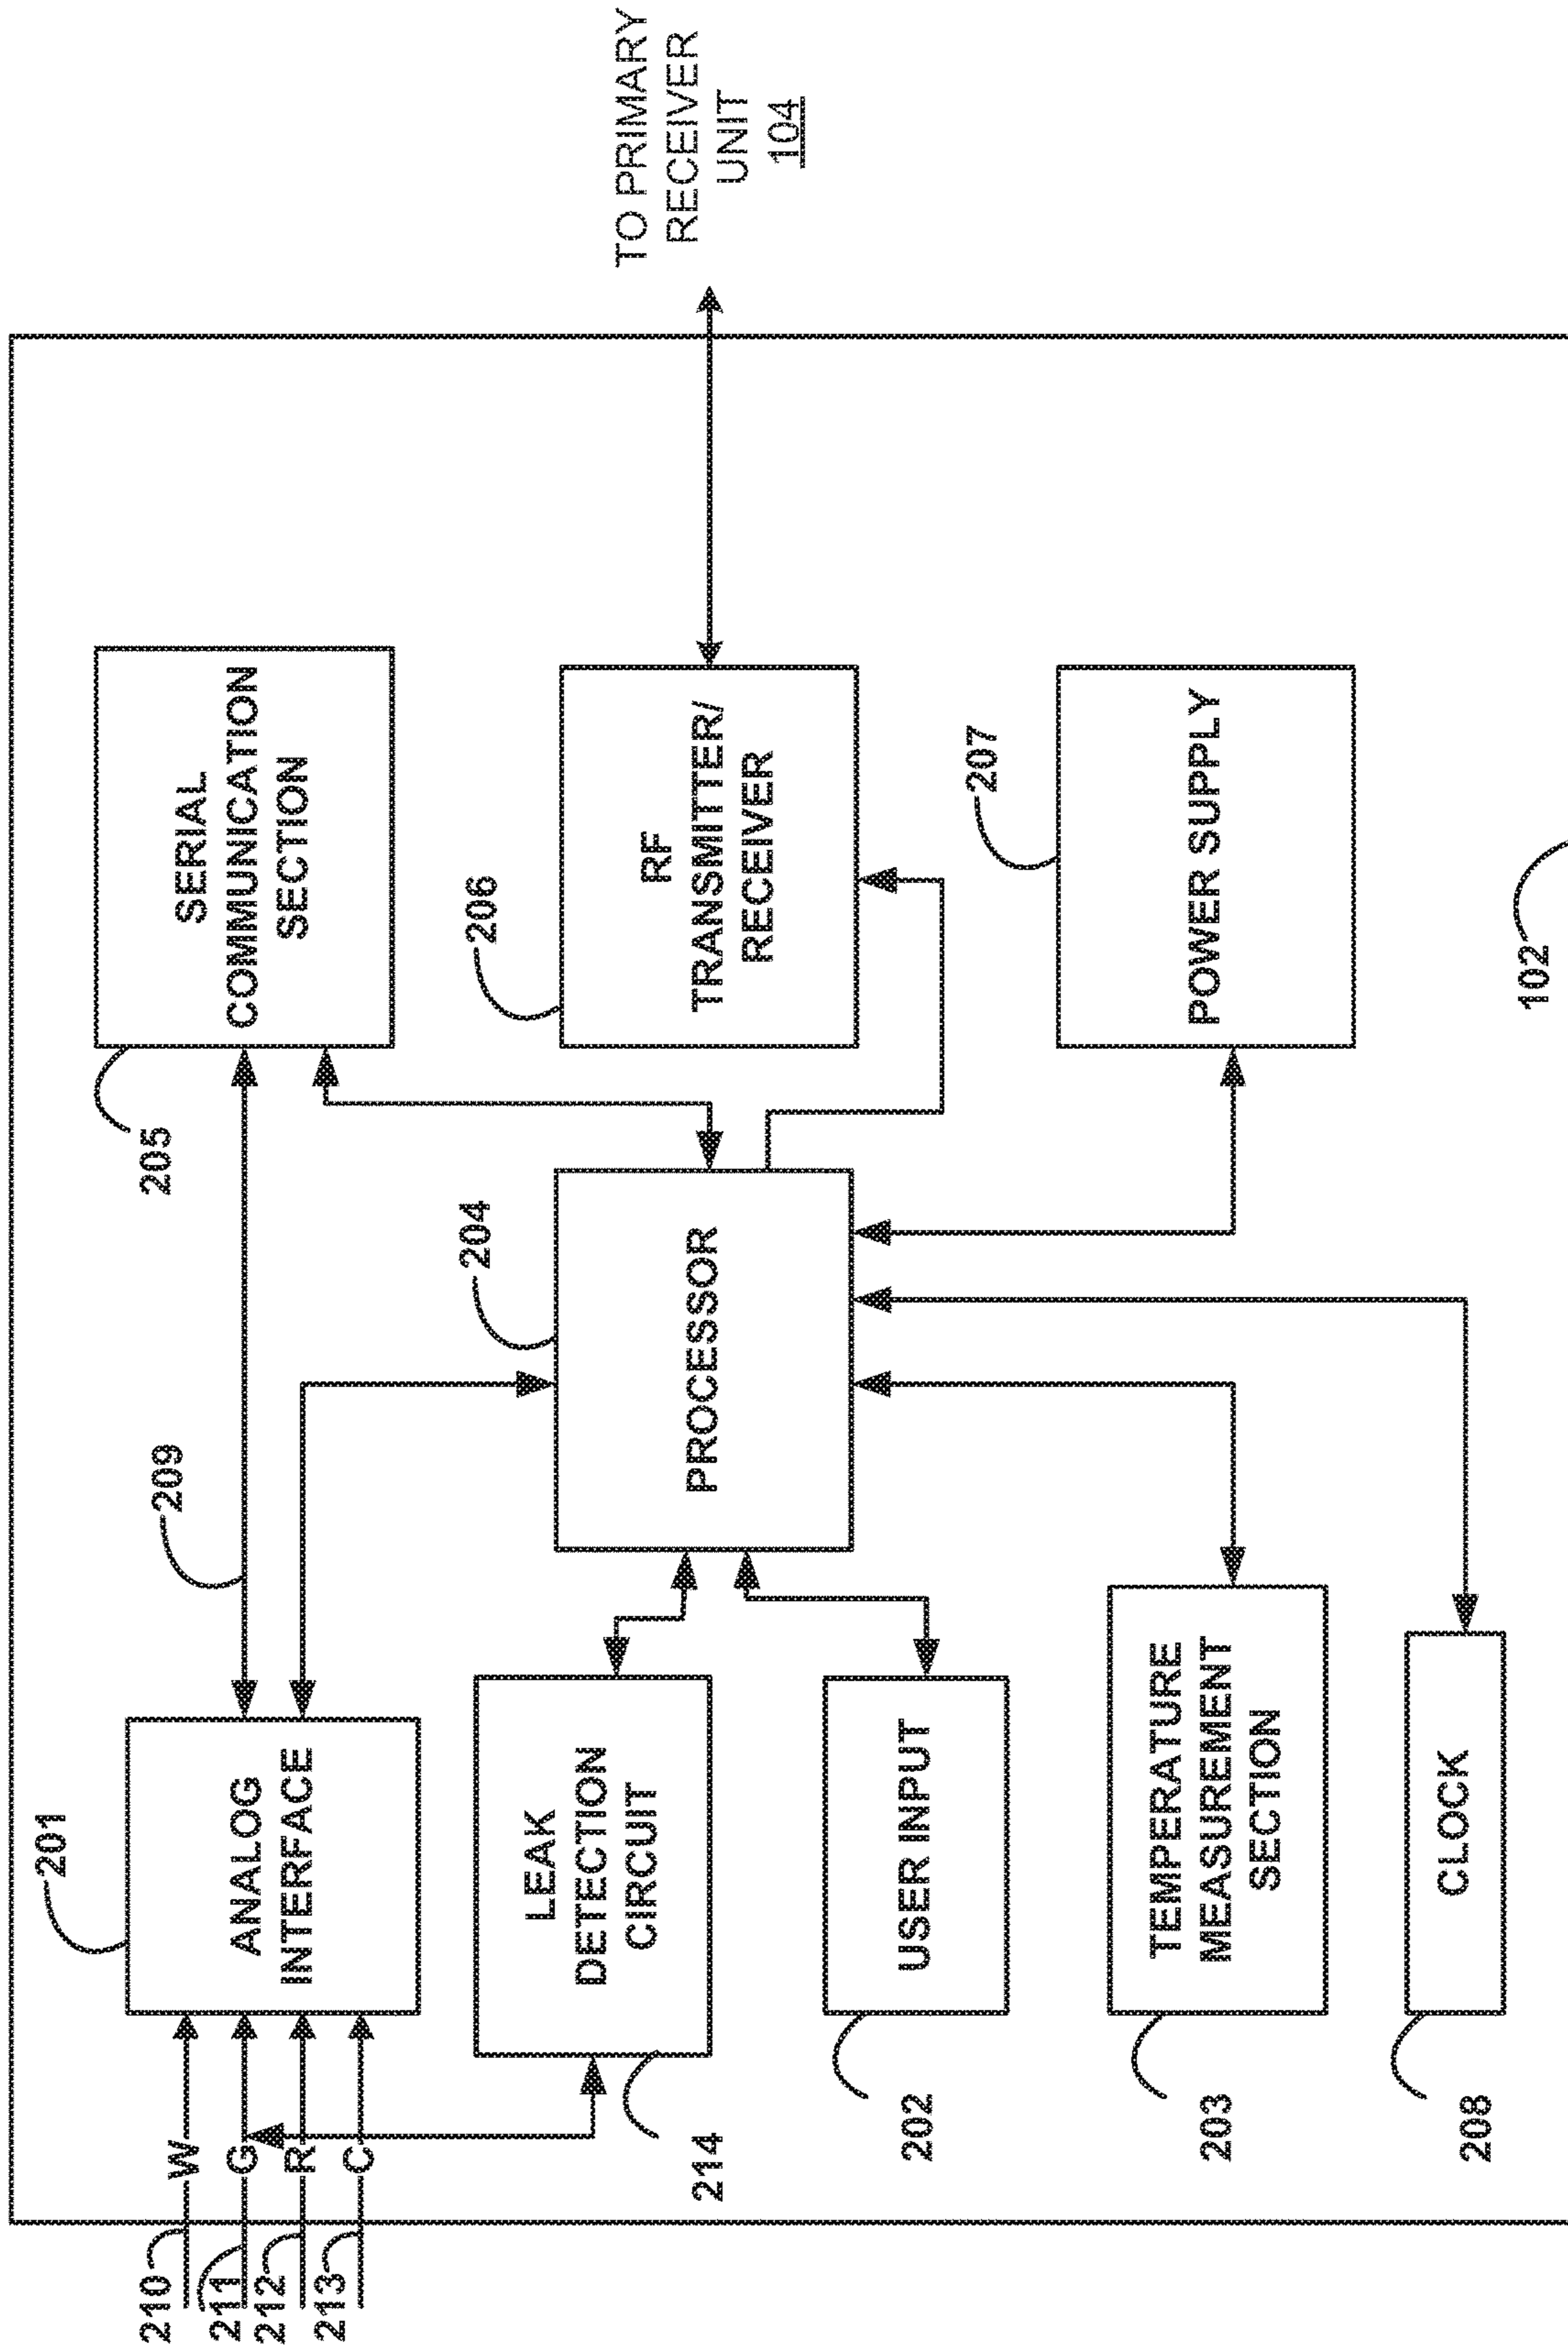 210
211
212
213
W
G
R
C
201
ANALOG
INTERFACE
209
205
SERIAL
COMMUNICATION
SECTION
214
LEAK
DETECTION
CIRCUIT
204
PROCESSOR
206
RF
TRANSMITTER/
RECEIVER
TO PRIMARY
RECEIVER
UNIT
104
202
USER INPUT
203
TEMPERATURE
MEASUREMENT
SECTION
207
POWER SUPPLY
208
CLOCK
102